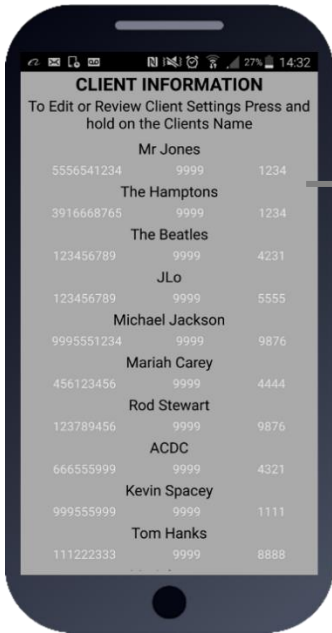 27% 14:32
CLIENT INFORMATION
To Edit or Review Client Settings Press and
hold on the Clients Name
Mr Jones
5556541234 9999 1234
The Hamptons
3916668765 9999 1234
The Beatles
123456789 9999 4231
JLo
123456789 9999 5555
Michael Jackson
9995551234 9999 9876
Mariah Carey
456123456 9999 4444
Rod Stewart
123789456 9999 9876
ACDC
666555999 9999 4321
Kevin Spacey
999555999 9999 1111
Tom Hanks
111222333 9999 8888